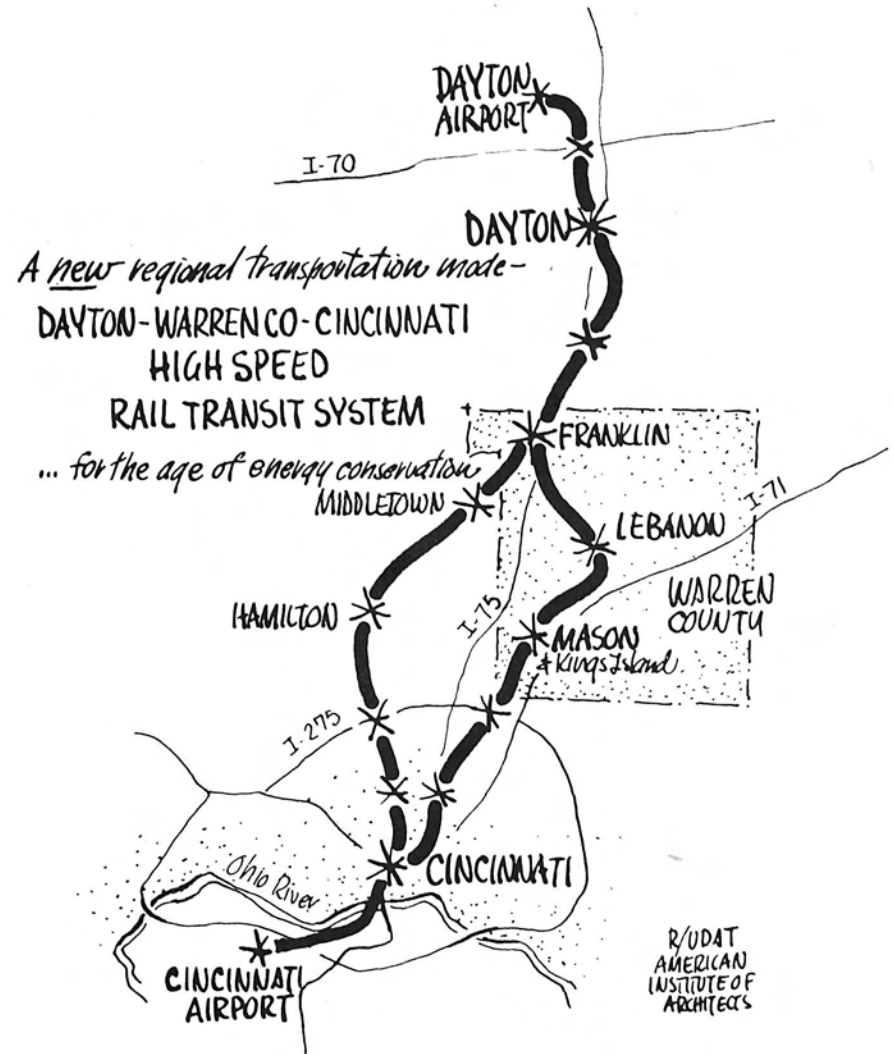 DAYTON
AIRPORT
I-70
DAYTON
A new regional transportation mode-
DAYTON-WARREN CO-CINCINNATI
HIGH SPEED
RAIL TRANSIT SYSTEM
... for the age of energy conservation
FRANKLIN
MIDDLETOWN
I-71
LEBANON
HAMILTON
I-75
WARREN
COUNTY
MASON
& Kings Island
I-275
Ohio River
CINCINNATI
CINCINNATI
AIRPORT
R/UDAT
AMERICAN
INSTITUTE OF
ARCHITECTS